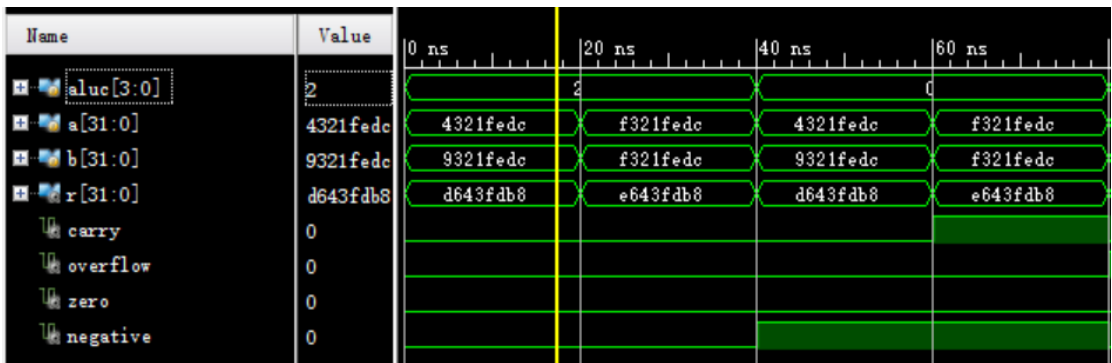 Name Value 0 ns 20 ns 40 ns 60 ns
aluc[3:0] 2 2 0
a[31:0] 4321fedc 4321fedc f321fedc 4321fedc f321fedc
b[31:0] 9321fedc 9321fedc f321fedc 9321fedc f321fedc
r[31:0] d643fdb8 d643fdb8 e643fdb8 d643fdb8 e643fdb8
carry 0
overflow 0
zero 0
negative 0